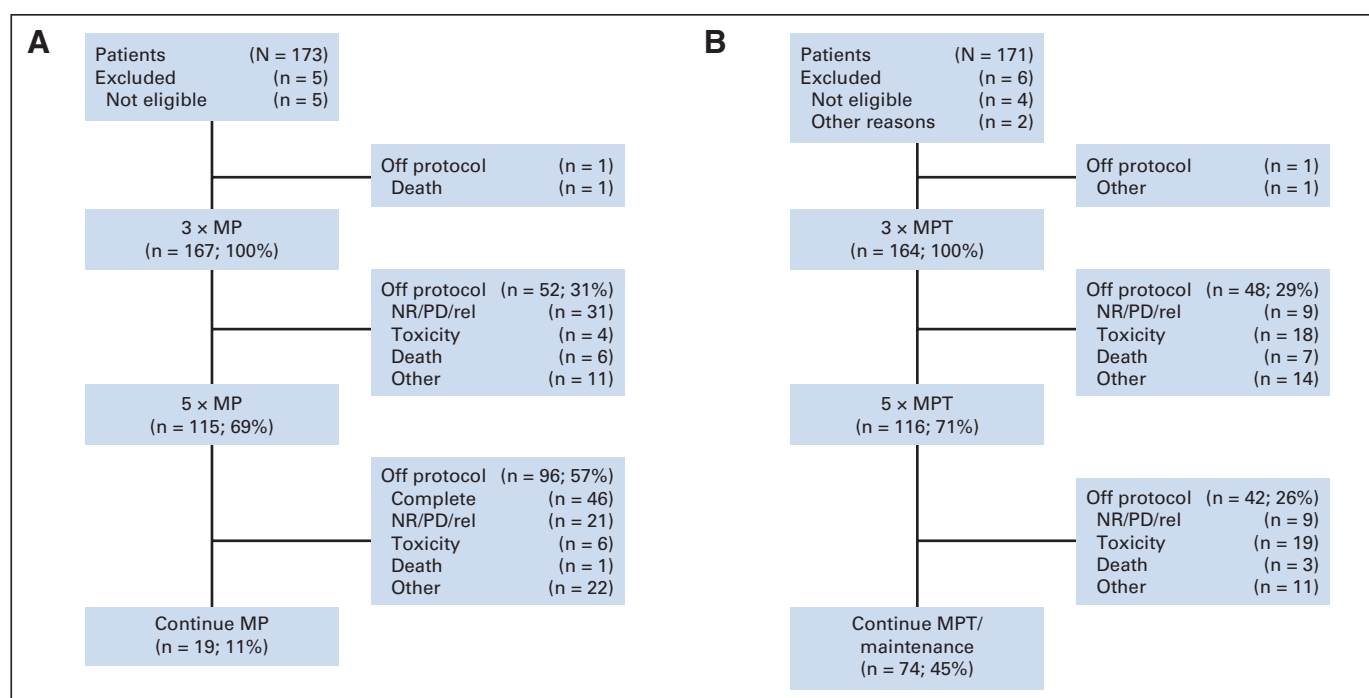 A
Patients (N = 173)
Excluded (n = 5)
Not eligible (n = 5)
Off protocol (n = 1)
Death (n = 1)
3 × MP
(n = 167; 100%)
Off protocol (n = 52; 31%)
NR/PD/rel (n = 31)
Toxicity (n = 4)
Death (n = 6)
Other (n = 11)
5 × MP
(n = 115; 69%)
Off protocol (n = 96; 57%)
Complete (n = 46)
NR/PD/rel (n = 21)
Toxicity (n = 6)
Death (n = 1)
Other (n = 22)
Continue MP
(n = 19; 11%)
B
Patients (N = 171)
Excluded (n = 6)
Not eligible (n = 4)
Other reasons (n = 2)
Off protocol (n = 1)
Other (n = 1)
3 × MPT
(n = 164; 100%)
Off protocol (n = 48; 29%)
NR/PD/rel (n = 9)
Toxicity (n = 18)
Death (n = 7)
Other (n = 14)
5 × MPT
(n = 116; 71%)
Off protocol (n = 42; 26%)
NR/PD/rel (n = 9)
Toxicity (n = 19)
Death (n = 3)
Other (n = 11)
Continue MPT/
maintenance
(n = 74; 45%)